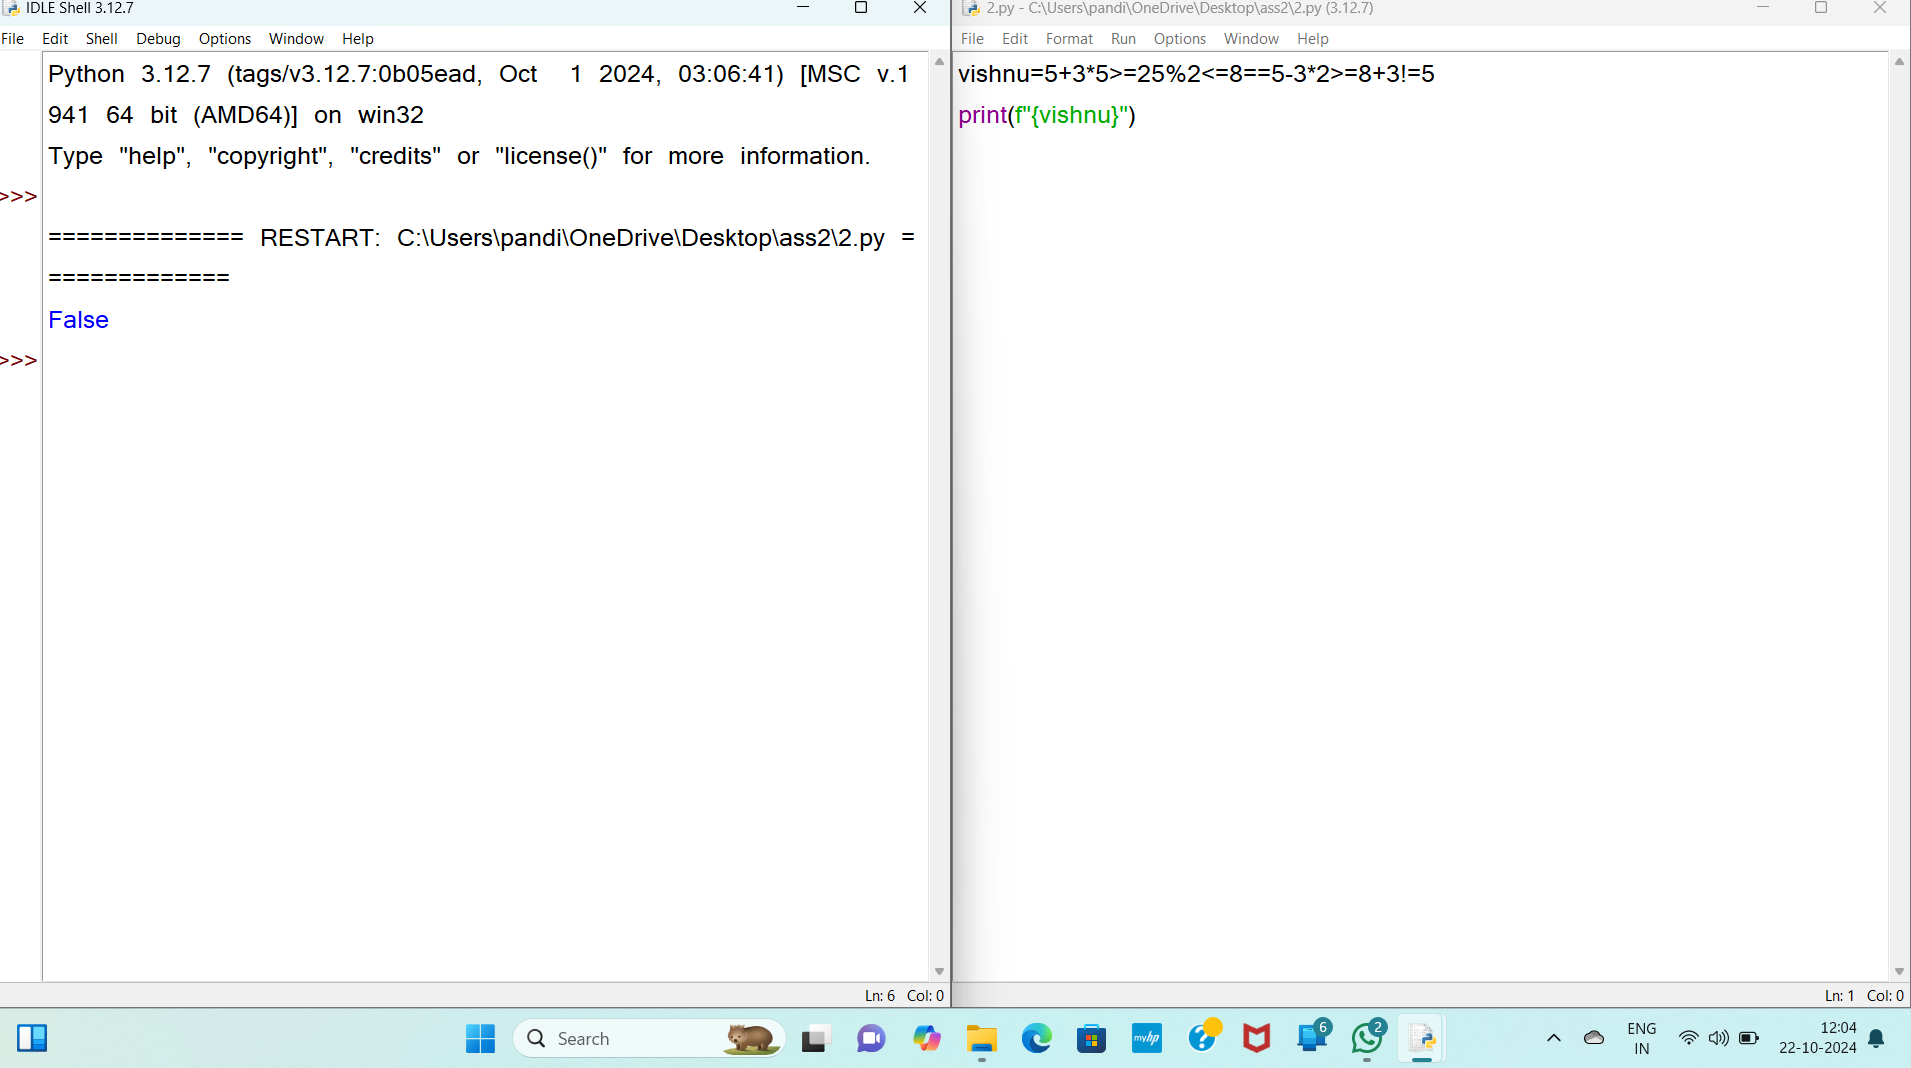 IDLE Shell 3.12.7
File Edit Shell Debug Options Window Help
Python 3.12.7 (tags/v3.12.7:0b05ead, Oct  1 2024, 03:06:41) [MSC v.1
941 64 bit (AMD64)] on win32
Type "help", "copyright", "credits" or "license()" for more information.
>>>
============== RESTART: C:\Users\pandi\OneDrive\Desktop\ass2\2.py =
=============
False
>>>
Ln: 6 Col: 0
2.py - C:\Users\pandi\OneDrive\Desktop\ass2\2.py (3.12.7)
File Edit Format Run Options Window Help
vishnu=5+3*5>=25%2<=8==5-3*2>=8+3!=5
print(f"{vishnu}")
Ln: 1 Col: 0
Search
myhp
6
2
ENG
IN
12:04
22-10-2024